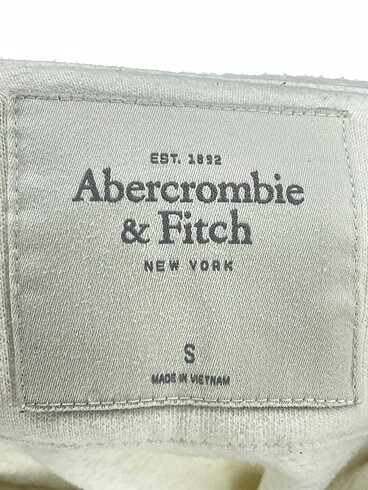 EST. 1892
Abercrombie
& Fitch
NEW YORK
S
MADE IN VIETNAM